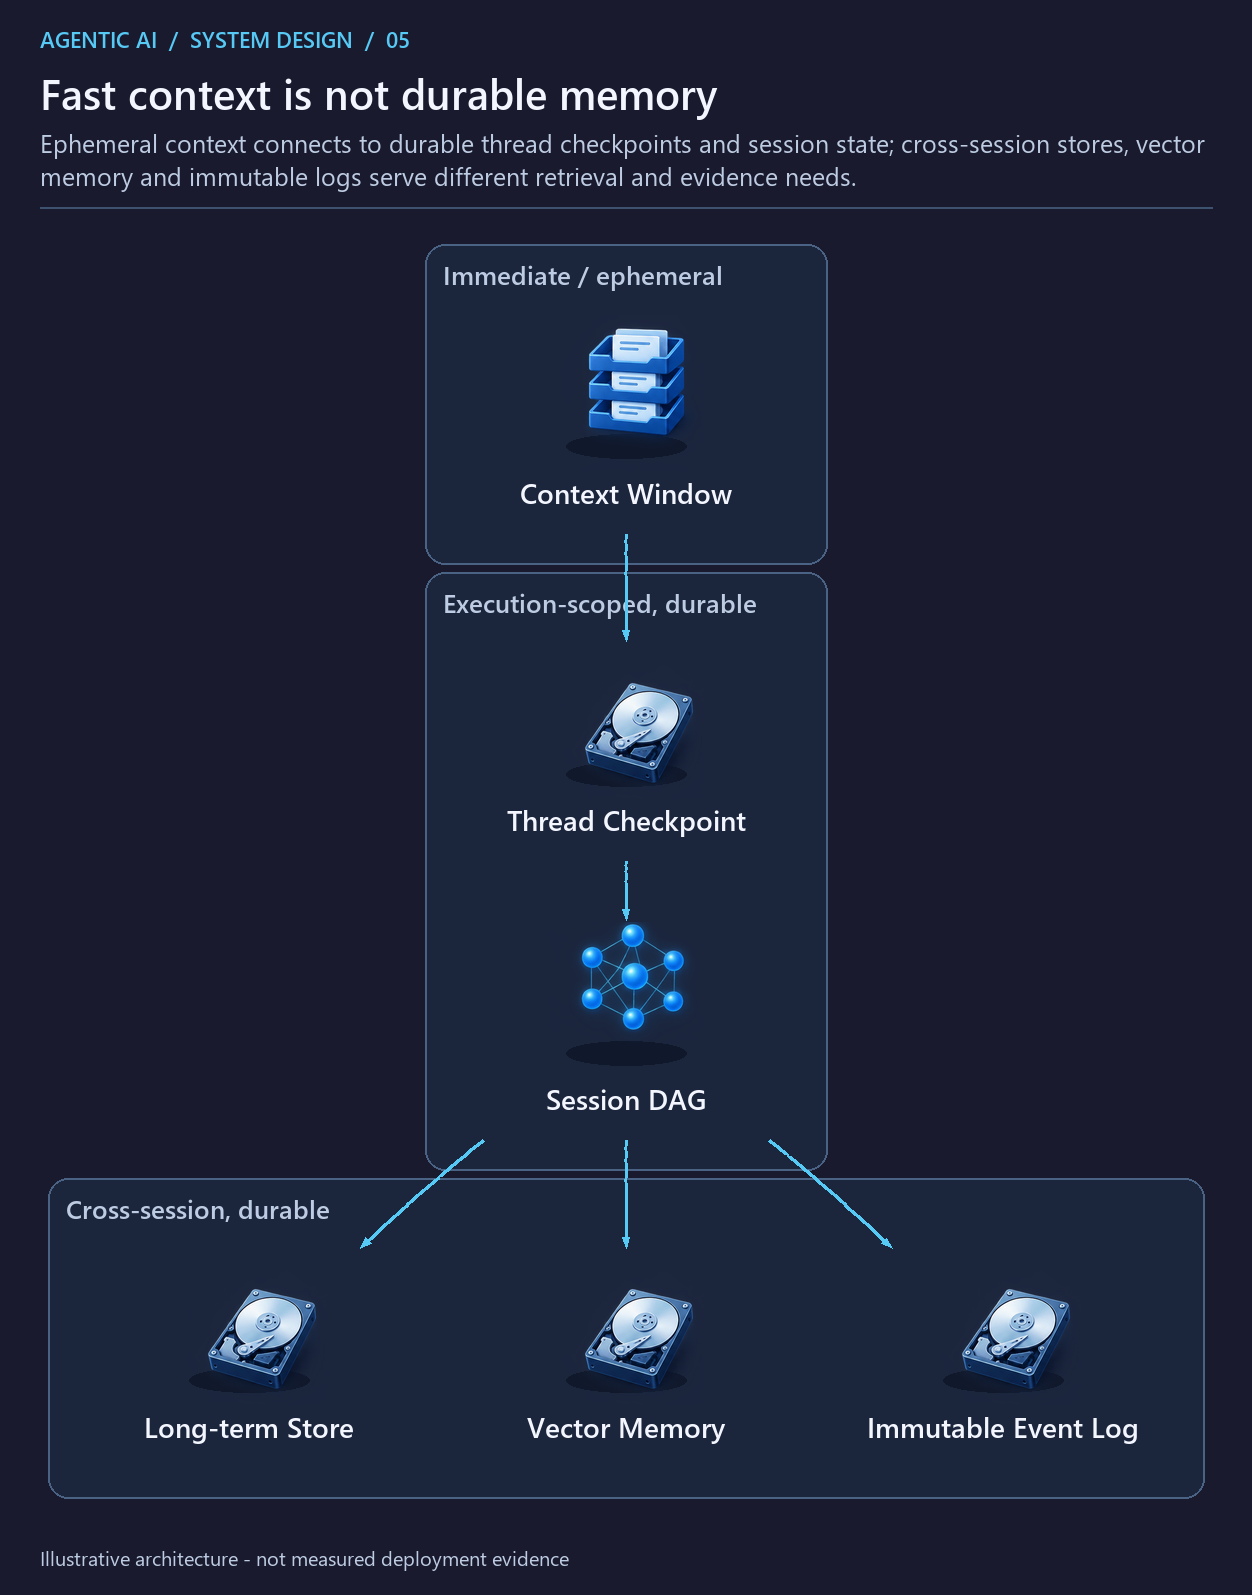 AGENTIC AI / SYSTEM DESIGN / 05
Fast context is not durable memory
Ephemeral context connects to durable thread checkpoints and session state; cross-session stores, vector
memory and immutable logs serve different retrieval and evidence needs.
Immediate / ephemeral
Context Window
Execution-scoped, durable
Thread Checkpoint
Session DAG
Cross-session, durable
Long-term Store
Vector Memory
Immutable Event Log
Illustrative architecture - not measured deployment evidence